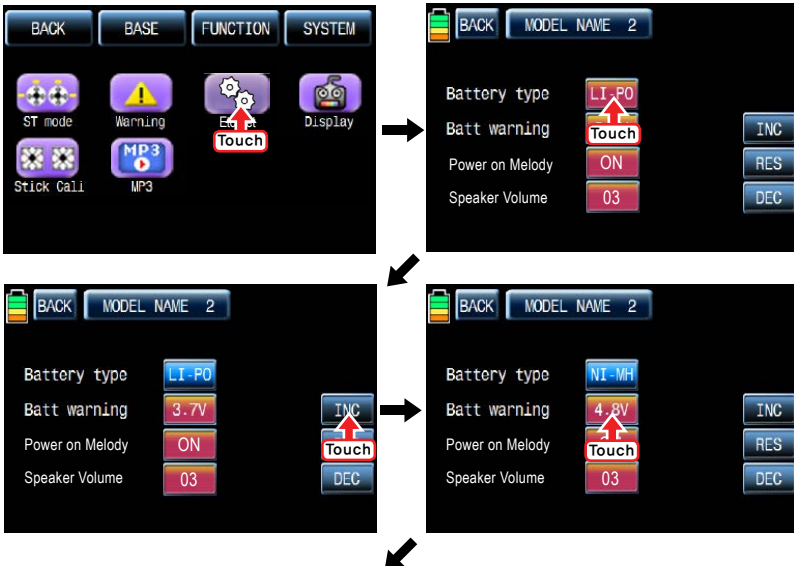 BACK BASE FUNCTION SYSTEM
ST mode Warning Display
Touch
Stick Cali MP3 MP3
BACK MODEL NAME 2
Battery type LI-PO
Batt warning Touch INC
Power on Melody ON RES
Speaker Volume 03 DEC
BACK MODEL NAME 2
Battery type LI-PO
Batt warning 3.7V INC
Power on Melody ON Touch
Speaker Volume 03 DEC
BACK MODEL NAME 2
Battery type NI-MH
Batt warning 4.8V INC
Power on Melody Touch RES
Speaker Volume 03 DEC